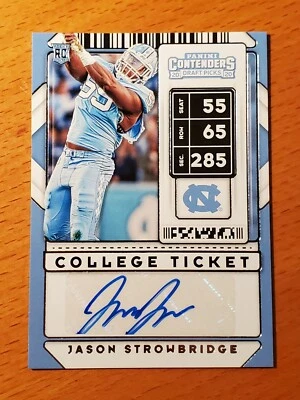 RC
PANINI
CONTENDERS
20 DRAFT PICKS 20
SEAT 55
ROW 65
SEC. 285
NC
COLLEGE TICKET
JASON STROWBRIDGE